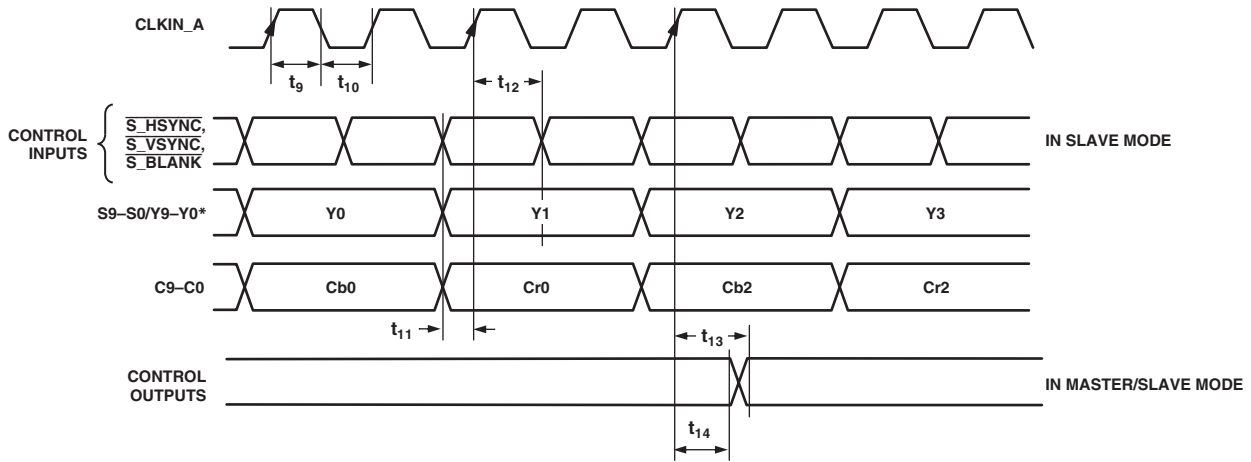 CLKIN_A
t9
t10
t12
CONTROL
INPUTS
S_HSYNC,
S_VSYNC,
S_BLANK
IN SLAVE MODE
S9–S0/Y9–Y0*
Y0
Y1
Y2
Y3
C9–C0
Cb0
Cr0
Cb2
Cr2
t11
t13
CONTROL
OUTPUTS
IN MASTER/SLAVE MODE
t14